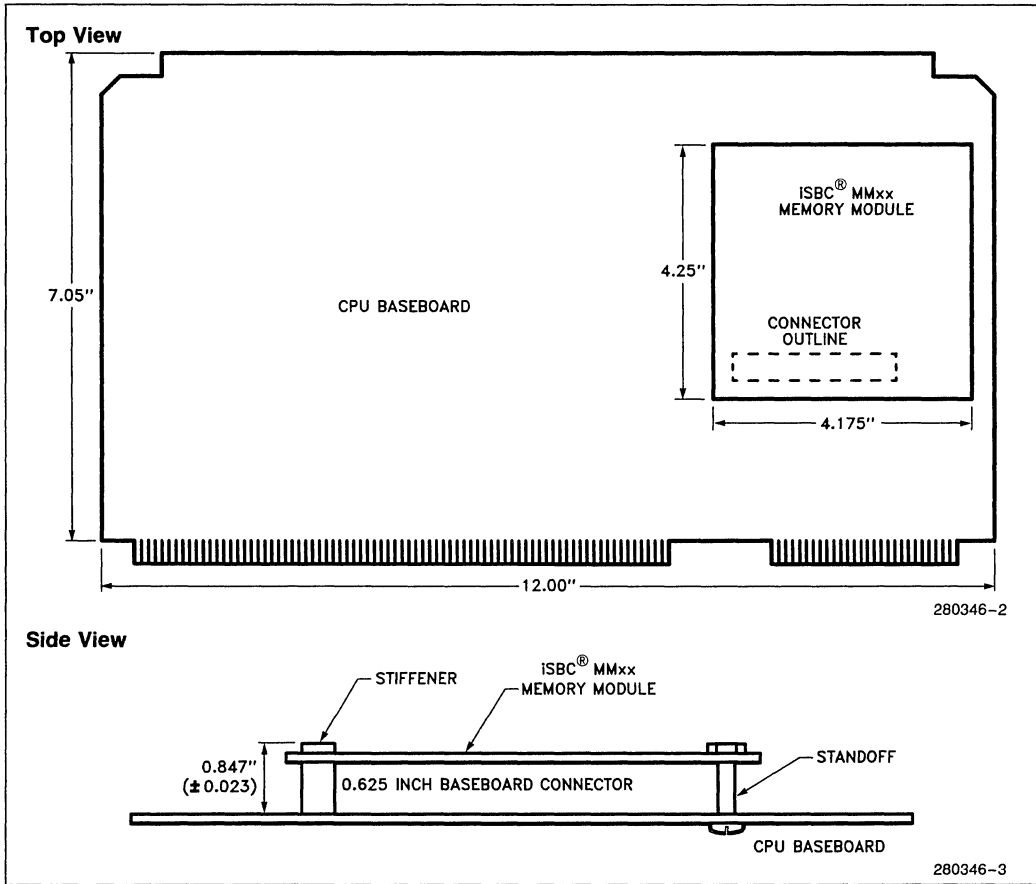 Top View
iSBC® MMxx
MEMORY MODULE
4.25"
7.05"
CPU BASEBOARD
CONNECTOR
OUTLINE
4.175"
12.00"
280346-2
Side View
STIFFENER
iSBC® MMxx
MEMORY MODULE
STANDOFF
0.847"
(±0.023)
0.625 INCH BASEBOARD CONNECTOR
CPU BASEBOARD
280346-3